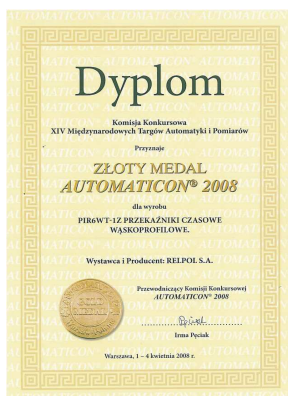 Dyplom
Komisja Konkursowa
XIV Międzynarodowych Targów Automatyki i Pomiarów
Przyznaje
ZŁOTY MEDAL
AUTOMATICON® 2008
dla wyrobu
PIR6WT-1Z PRZEKAŹNIKI CZASOWE
WĄSKOPROFILOWE.
Wystawca i Producent: RELPOL S.A.
Przewodniczący Komisji Konkursowej
AUTOMATICON® 2008
Irma Pęciak
Warszawa, 1 – 4 kwietnia 2008 r.